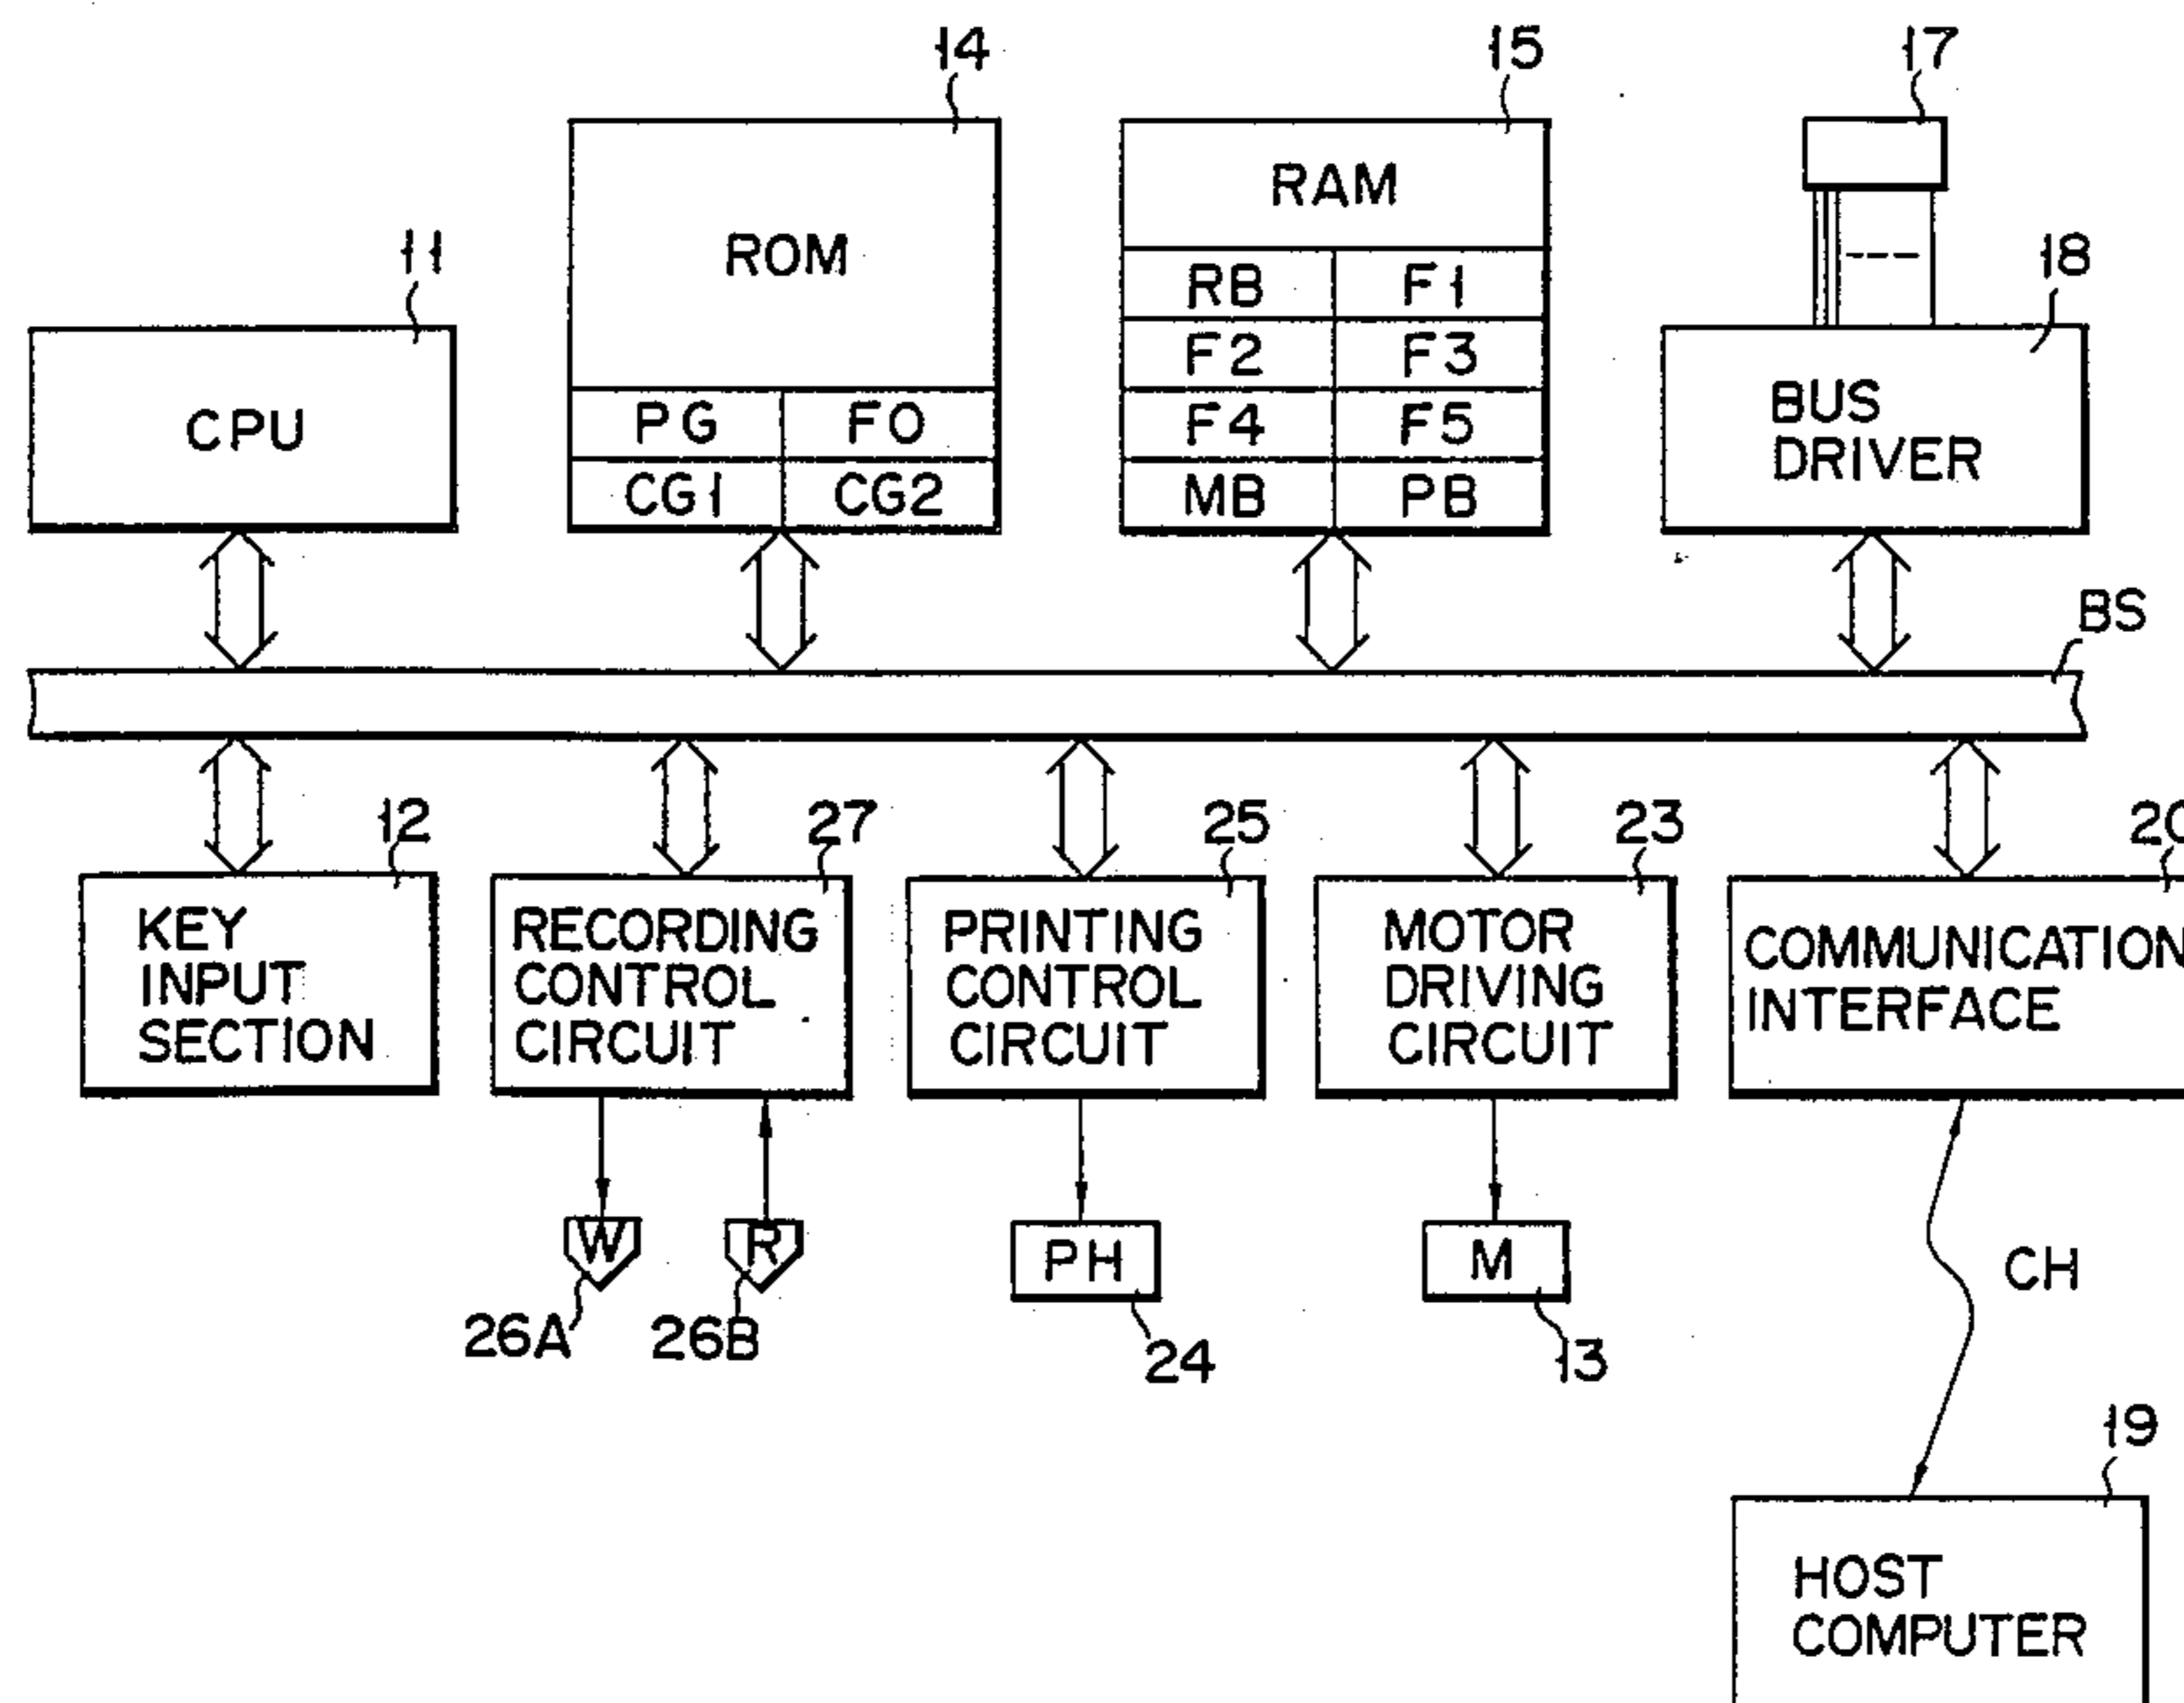 14
15
17
11
18
ROM
RAM
RB F1
F2 F3
F4 F5
MB PB
PG FO
CG1 CG2
CPU
BUS
DRIVER
BS
12
27
25
23
20
KEY
INPUT
SECTION
RECORDING
CONTROL
CIRCUIT
PRINTING
CONTROL
CIRCUIT
MOTOR
DRIVING
CIRCUIT
COMMUNICATION
INTERFACE
W
R
PH
M
CH
26A
26B
24
13
19
HOST
COMPUTER